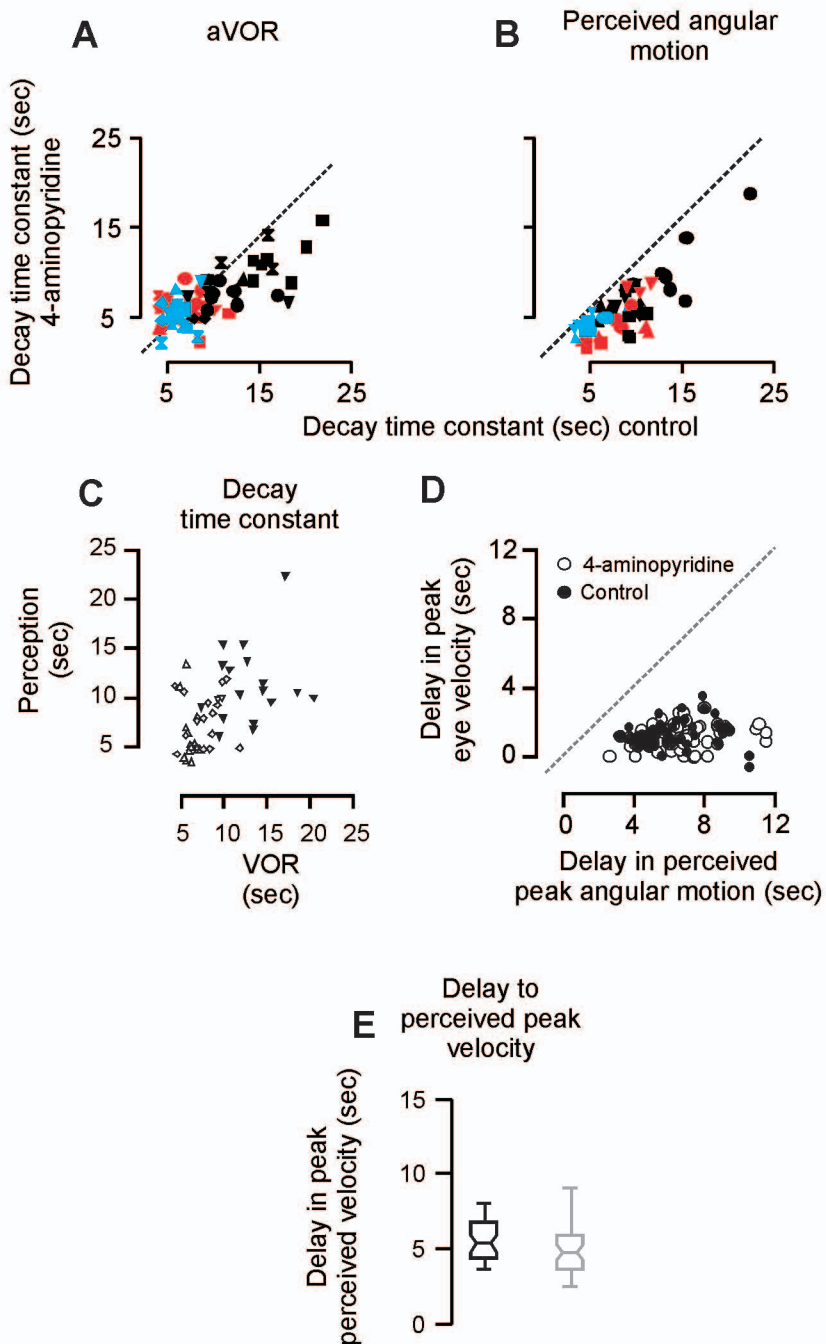 A
aVOR
B
Perceived angular
motion
Decay time constant (sec)
4-aminopyridine
25
15
5
5
15
25
5
15
25
Decay time constant (sec) control
C
Decay
time constant
D
Perception
(sec)
25
20
15
10
5
5 10 15 20 25
VOR
(sec)
Delay in peak
eye velocity (sec)
12
8
4
0
4-aminopyridine
Control
0 4 8 12
Delay in perceived
peak angular motion (sec)
E
Delay to
perceived peak
velocity
Delay in peak
perceived velocity (sec)
15
10
5
0